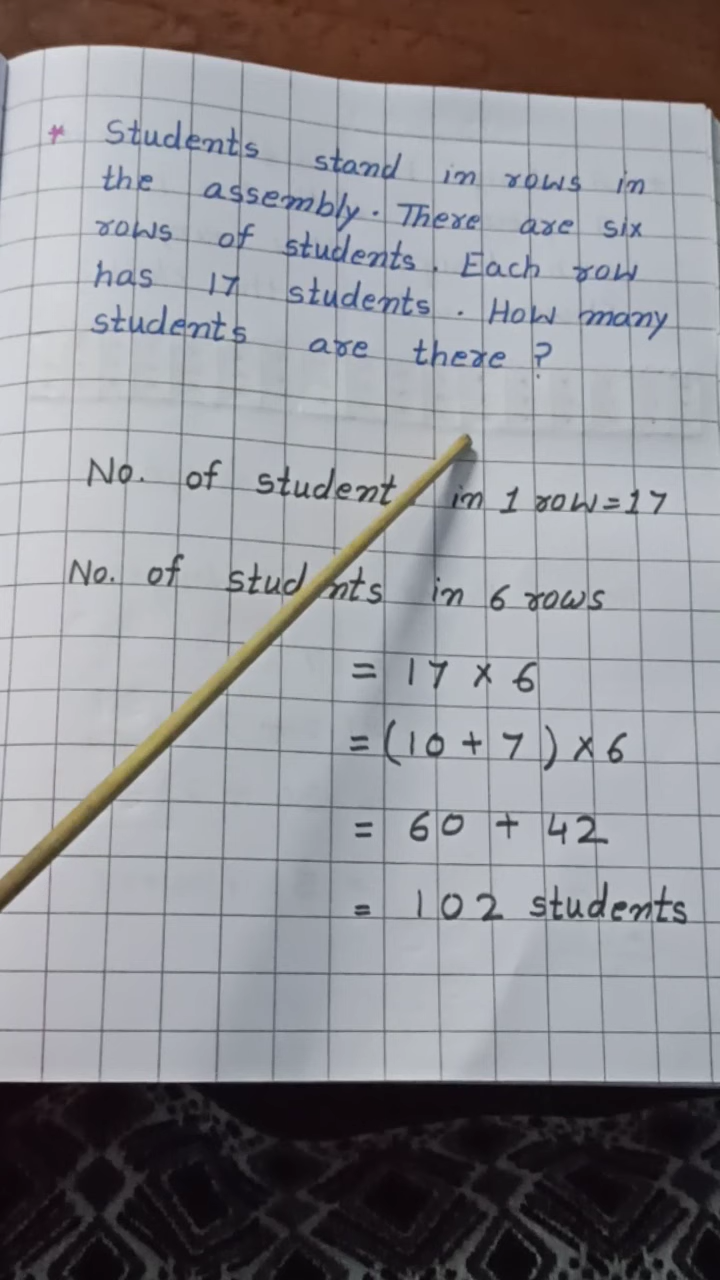 * Students stand in rows in
the assembly. There are six
rows of students. Each row
has 17 students. How many
students are there?
No. of student in 1 row=17
No. of students in 6 rows
= 17 × 6
= (10 + 7) × 6
= 60 + 42
= 102 students